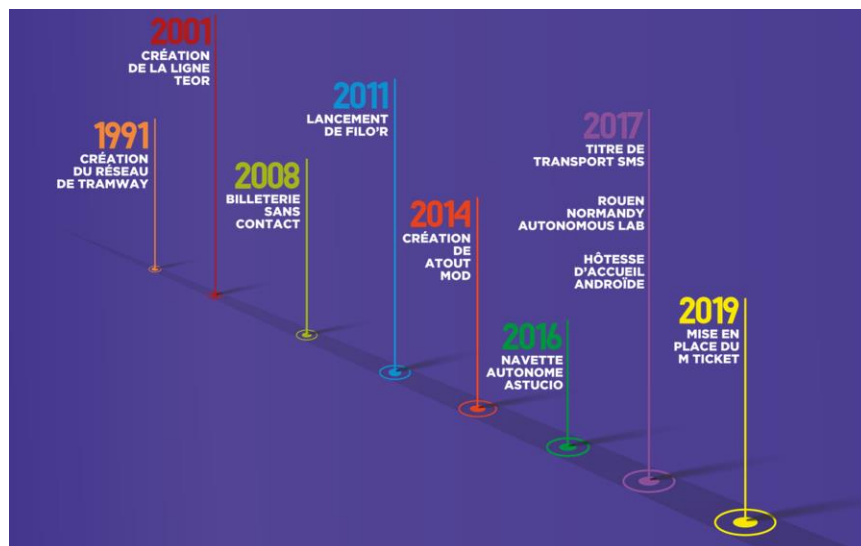 1991
CRÉATION
DU RÉSEAU
DE TRAMWAY
2001
CRÉATION
DE LA LIGNE
TEOR
2008
BILLETERIE
SANS
CONTACT
2011
LANCEMENT
DE FILO'R
2014
CRÉATION
DE
ATOUT
MOD
2016
NAVETTE
AUTONOME
ASTUCIO
2017
TITRE DE
TRANSPORT SMS
ROUEN
NORMANDY
AUTONOMOUS LAB
HÔTESSE
D'ACCUEIL
ANDROÏDE
2019
MISE EN
PLACE DU
M TICKET